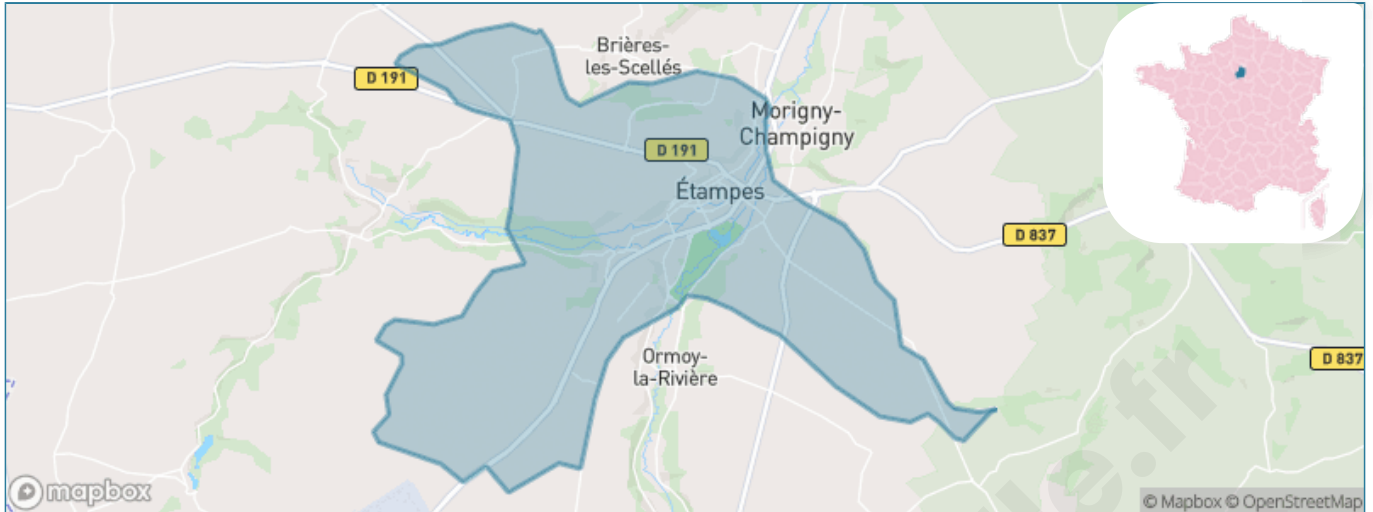 Brières-
les-Scellés
D 191
Morigny-
Champigny
D 191
Étampes
D 837
Ormoy-
la-Rivière
D 837
mapbox
© Mapbox © OpenStreetMap